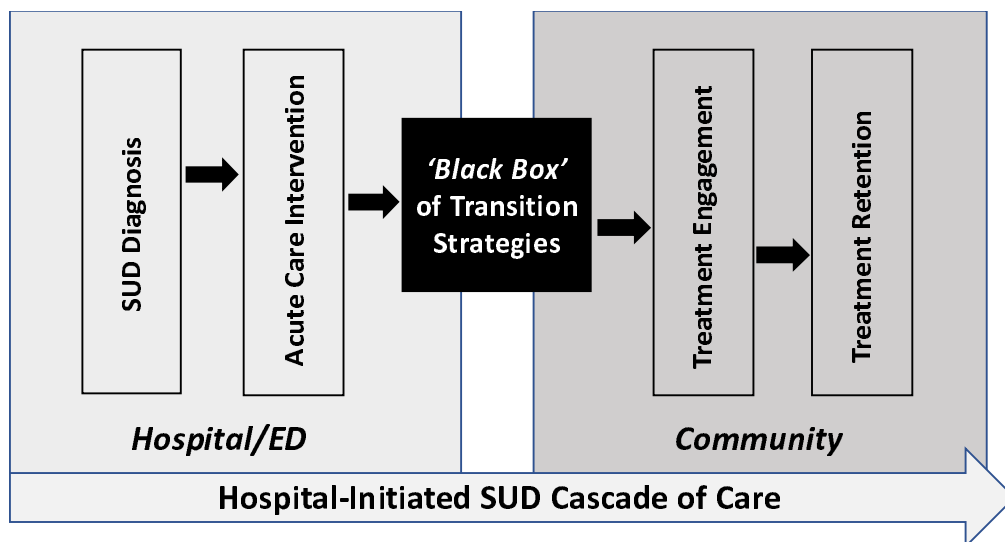 SUD Diagnosis
Acute Care Intervention
‘Black Box’
of Transition
Strategies
Treatment Engagement
Treatment Retention
Hospital/ED
Community
Hospital-Initiated SUD Cascade of Care